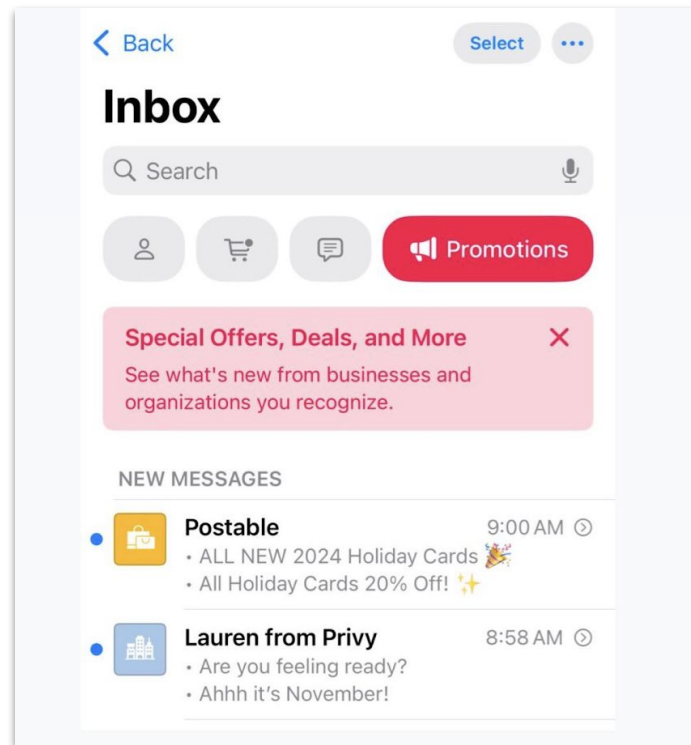 Back
Select
Inbox
Search
Promotions
Special Offers, Deals, and More
See what's new from businesses and
organizations you recognize.
NEW MESSAGES
Postable 9:00 AM
• ALL NEW 2024 Holiday Cards 🎉
• All Holiday Cards 20% Off! ✨
Lauren from Privy 8:58 AM
• Are you feeling ready?
• Ahhh it’s November!